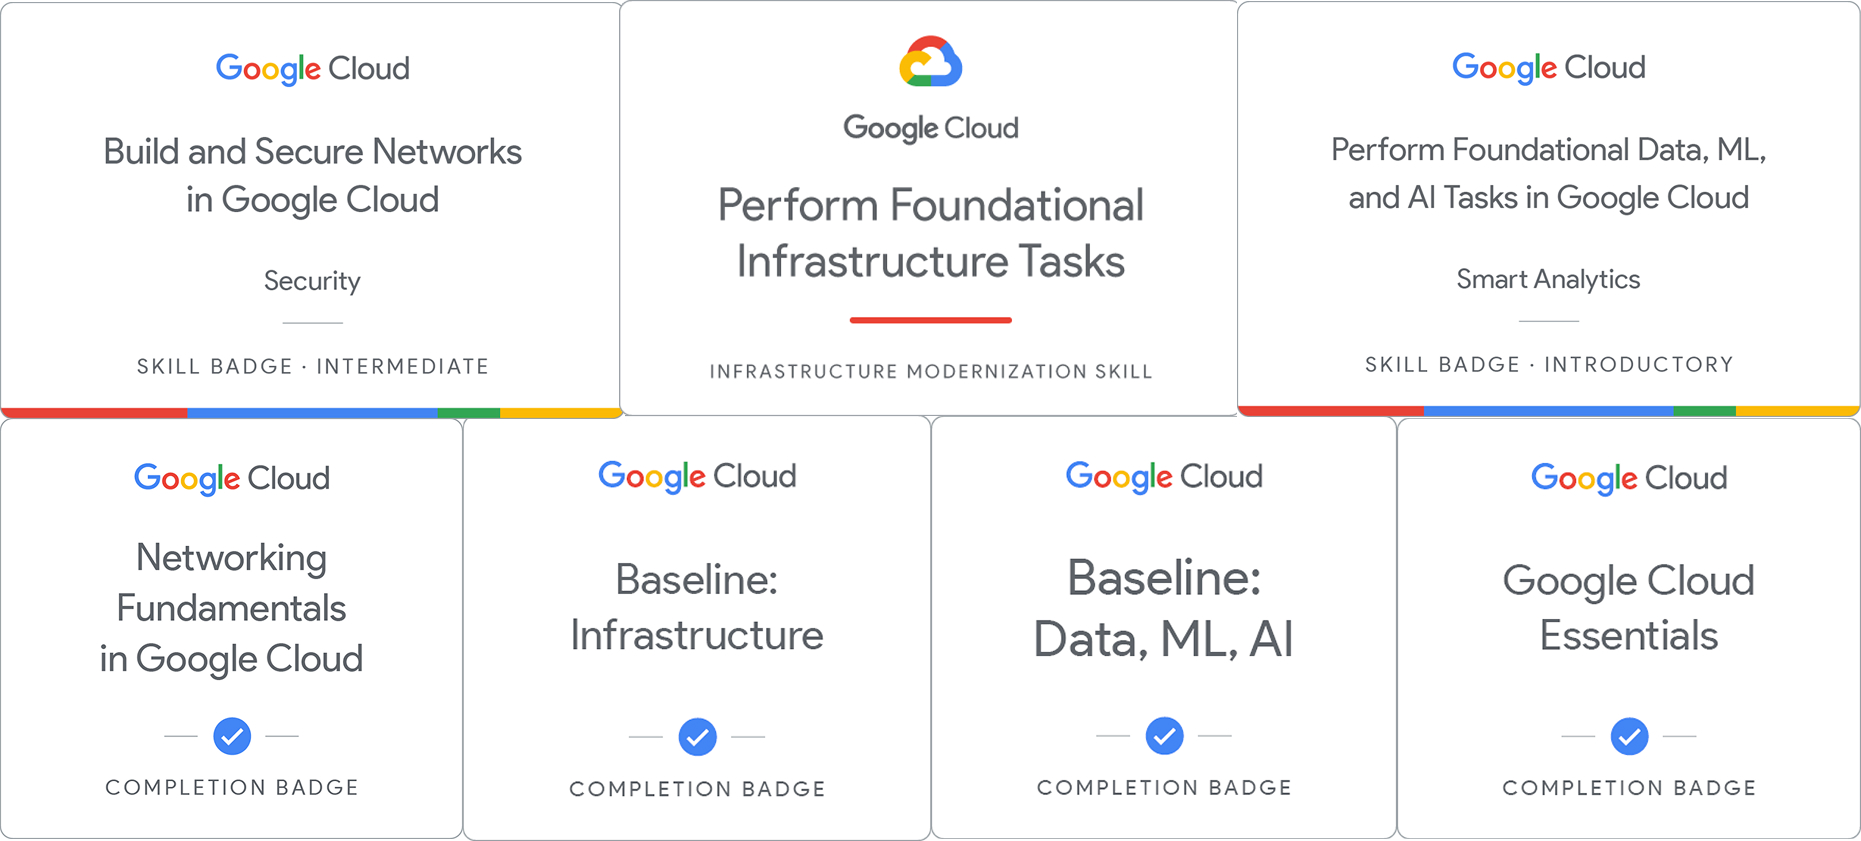 Google Cloud
Build and Secure Networks
in Google Cloud
Security
SKILL BADGE · INTERMEDIATE
Google Cloud
Perform Foundational
Infrastructure Tasks
INFRASTRUCTURE MODERNIZATION SKILL
Google Cloud
Perform Foundational Data, ML,
and AI Tasks in Google Cloud
Smart Analytics
SKILL BADGE · INTRODUCTORY
Google Cloud
Networking
Fundamentals
in Google Cloud
COMPLETION BADGE
Google Cloud
Baseline:
Infrastructure
COMPLETION BADGE
Google Cloud
Baseline:
Data, ML, AI
COMPLETION BADGE
Google Cloud
Google Cloud
Essentials
COMPLETION BADGE